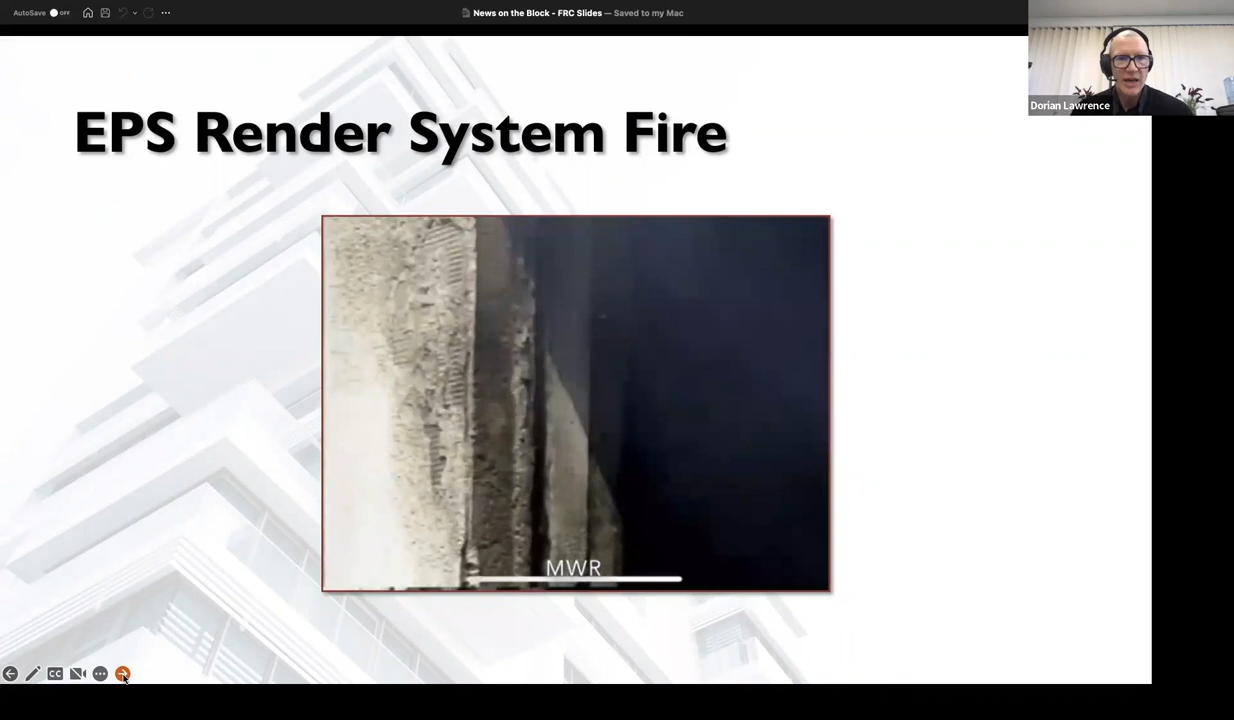 AutoSave OFF
News on the Block - FRC Slides — Saved to my Mac
Dorian Lawrence
EPS Render System Fire
MWR
CC